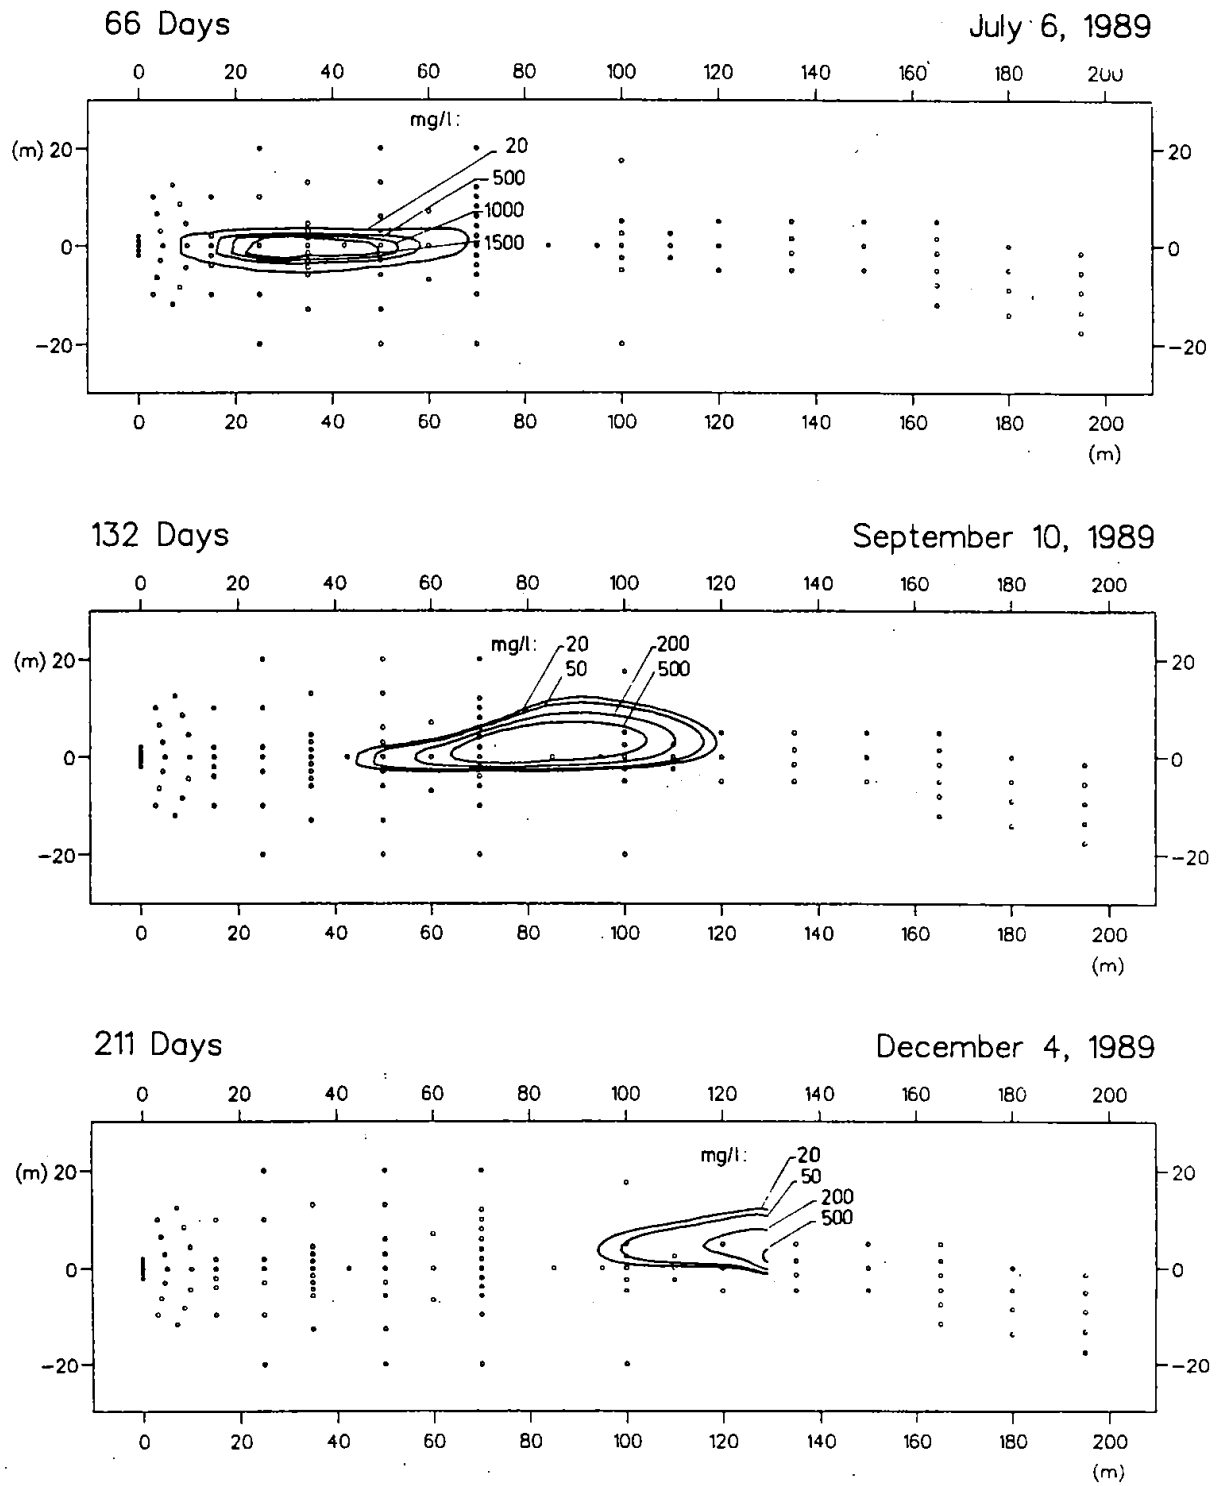 66 Days July 6, 1989
0 20 40 60 80 100 120 140 160 180 200
mg/l:
(m) 20 20 20
500
1000
0 1500 0
-20 -20
0 20 40 60 80 100 120 140 160 180 200
(m)
132 Days September 10, 1989
0 20 40 60 80 100 120 140 160 180 200
mg/l: 20 200
(m) 20 50 500 20
0 0
-20 -20
0 20 40 60 80 100 120 140 160 180 200
(m)
211 Days December 4, 1989
0 20 40 60 80 100 120 140 160 180 200
mg/l: 20
(m) 20 50 20
200
500
0 0
-20 -20
0 20 40 60 80 100 120 140 160 180 200
(m)